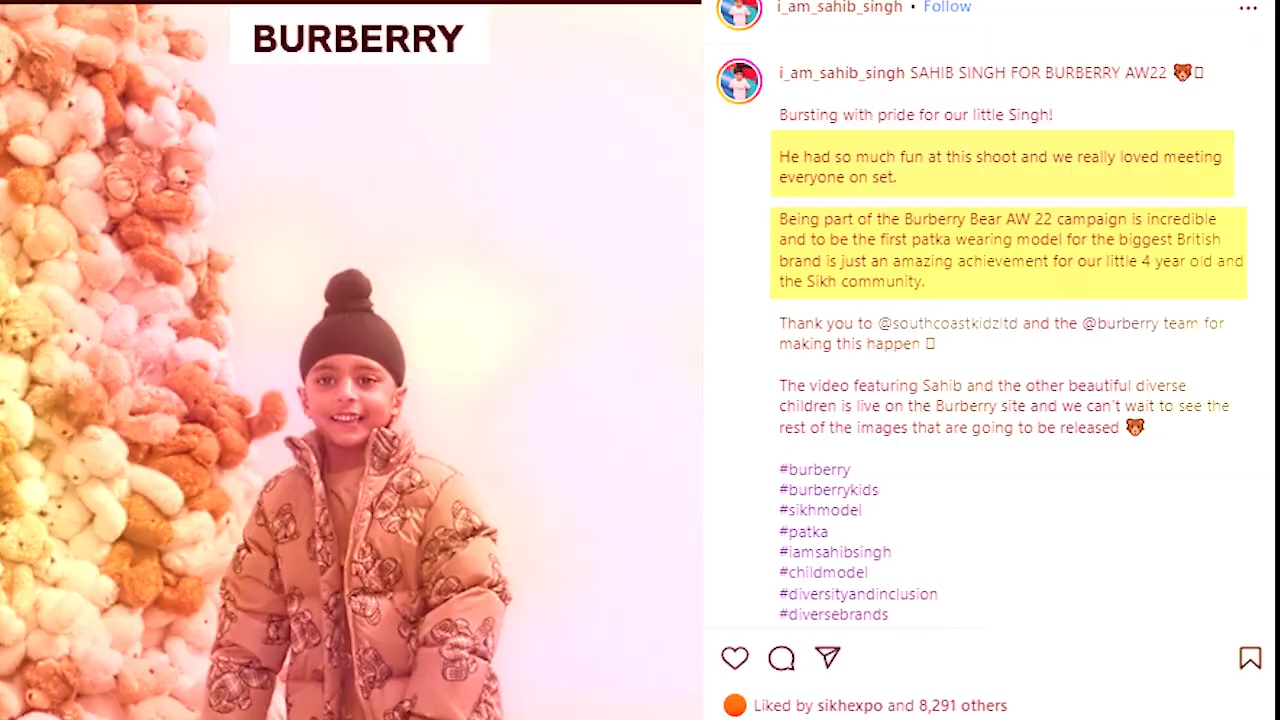 BURBERRY
i_am_sahib_singh • Follow
i_am_sahib_singh SAHIB SINGH FOR BURBERRY AW22 🐻
Bursting with pride for our little Singh!
He had so much fun at this shoot and we really loved meeting
everyone on set.
Being part of the Burberry Bear AW 22 campaign is incredible
and to be the first patka wearing model for the biggest British
brand is just an amazing achievement for our little 4 year old and
the Sikh community.
Thank you to @southcoastkidzltd and the @burberry team for
making this happen
The video featuring Sahib and the other beautiful diverse
children is live on the Burberry site and we can't wait to see the
rest of the images that are going to be released 🐻
#burberry
#burberrykids
#sikhmodel
#patka
#iamsahibsingh
#childmodel
#diversityandinclusion
#diversebrands
Liked by sikhexpo and 8,291 others